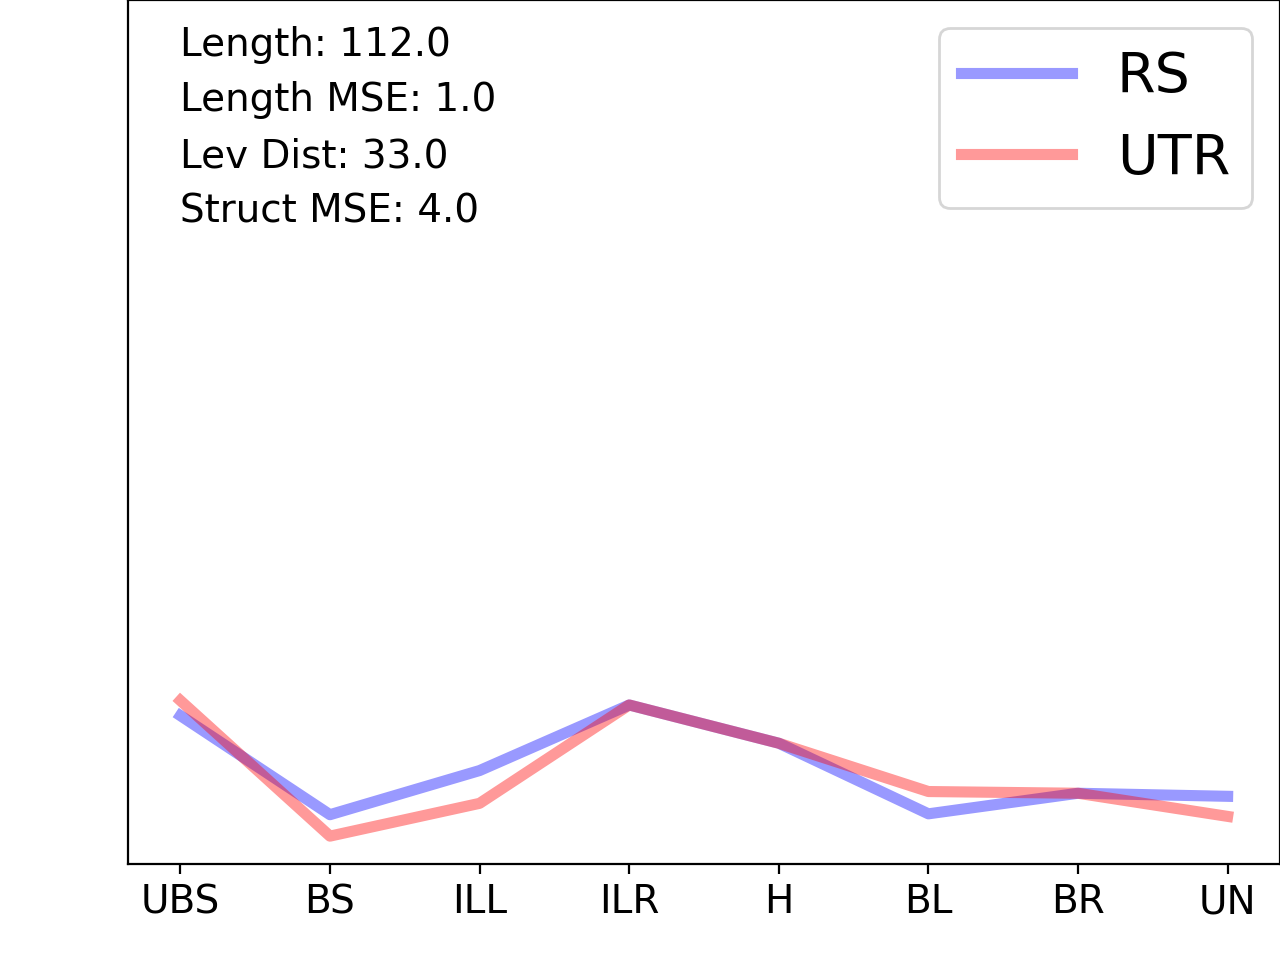 Length: 112.0
Length MSE: 1.0
Lev Dist: 33.0
Struct MSE: 4.0
RS
UTR
UBS BS ILL ILR H BL BR UN